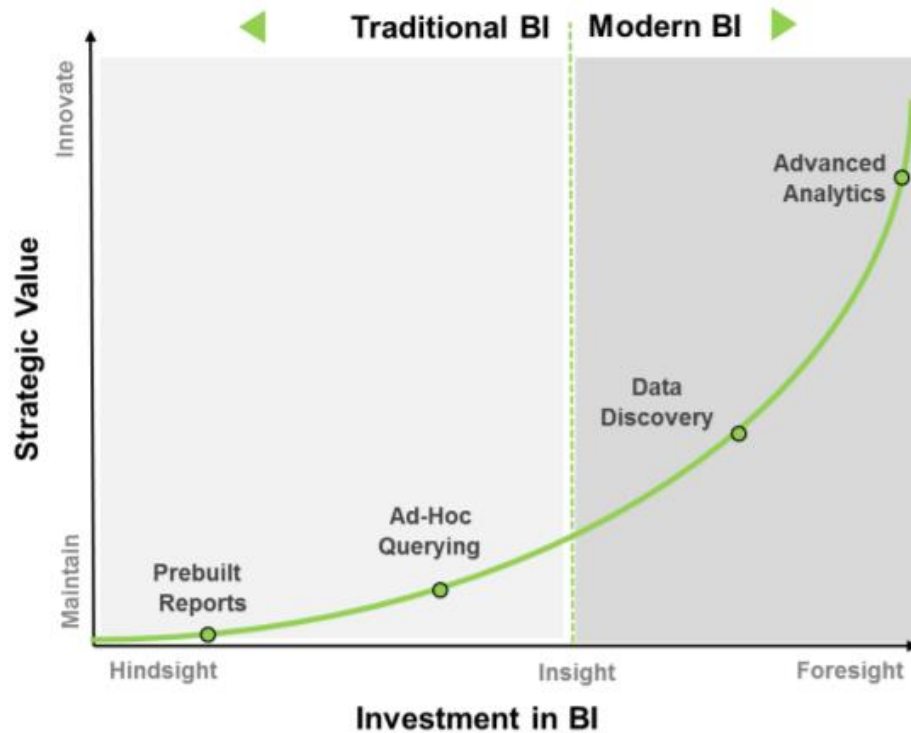 Traditional BI
Modern BI
Innovate
Strategic Value
Maintain
Advanced
Analytics
Data
Discovery
Ad-Hoc
Querying
Prebuilt
Reports
Hindsight
Insight
Foresight
Investment in BI